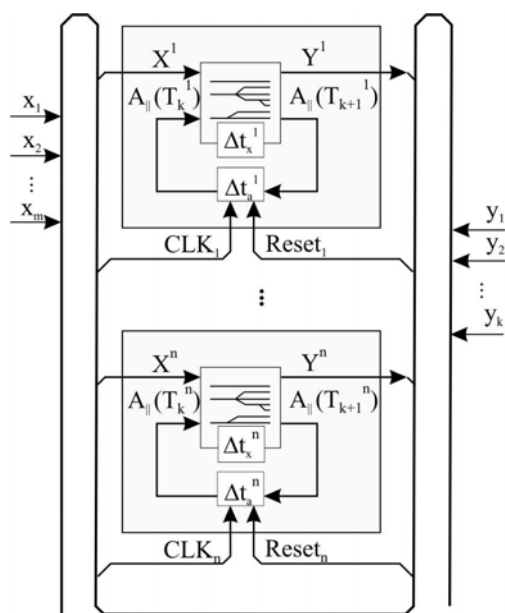 X¹ Y¹
A||(Tₖ¹) A||(Tₖ₊₁¹)
x₁
x₂
⋮
xₘ
Δtₓ¹
Δtₐ¹
CLK₁ Reset₁
y₁
y₂
⋮
yₖ
⋮
Xⁿ Yⁿ
A||(Tₖⁿ) A||(Tₖ₊₁ⁿ)
Δtₓⁿ
Δtₐⁿ
CLKₙ Resetₙ